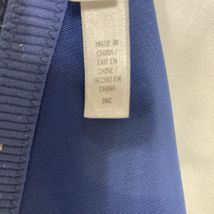 MADE IN
CHINA /
FAIT EN
CHINE /
HECHO EN
CHINA
36C